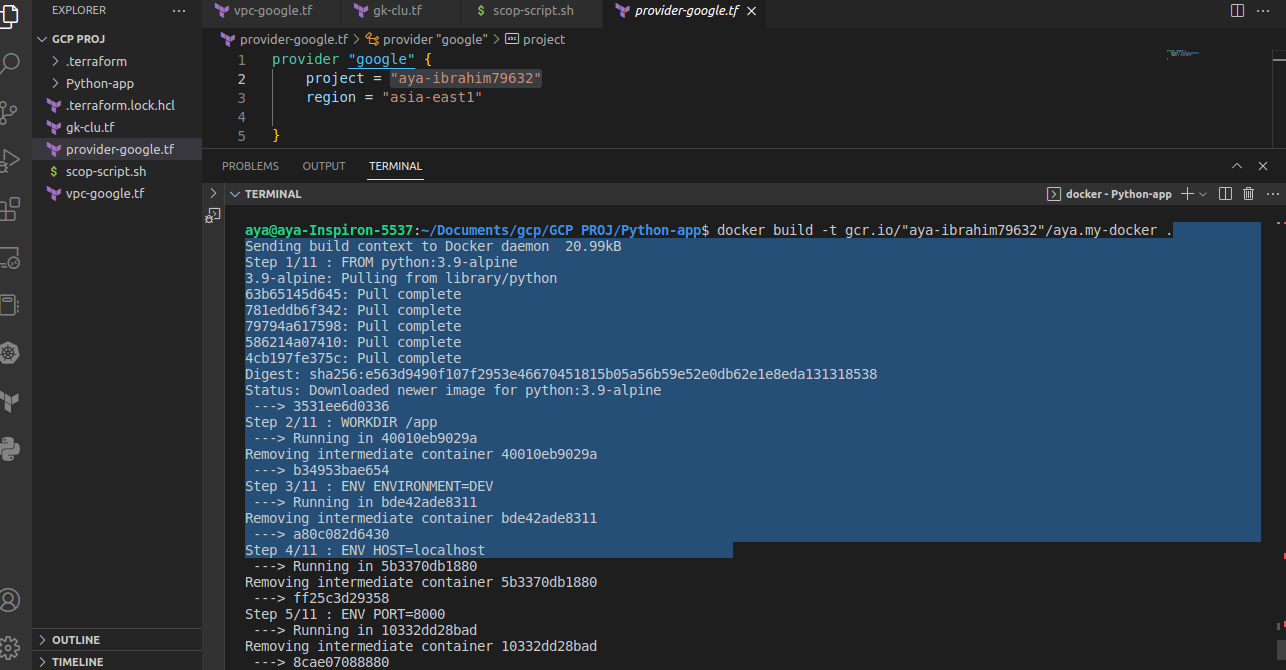 EXPLORER
...
GCP PROJ
.terraform
Python-app
.terraform.lock.hcl
gk-clu.tf
provider-google.tf
$ scop-script.sh
vpc-google.tf
OUTLINE
TIMELINE
vpc-google.tf
gk-clu.tf
$ scop-script.sh
provider-google.tf
provider-google.tf > provider "google" > abc project
1 provider "google" {
2 project = "aya-ibrahim79632"
3 region = "asia-east1"
4
5 }
PROBLEMS OUTPUT TERMINAL
TERMINAL
docker - Python-app
aya@aya-Inspiron-5537:~/Documents/gcp/GCP PROJ/Python-app$ docker build -t gcr.io/"aya-ibrahim79632"/aya.my-docker .
Sending build context to Docker daemon 20.99kB
Step 1/11 : FROM python:3.9-alpine
3.9-alpine: Pulling from library/python
63b65145d645: Pull complete
781eddb6f342: Pull complete
79794a617598: Pull complete
586214a07410: Pull complete
4cb197fe375c: Pull complete
Digest: sha256:e563d9490f107f2953e46670451815b05a56b59e52e0db62e1e8eda131318538
Status: Downloaded newer image for python:3.9-alpine
---> 3531ee6d0336
Step 2/11 : WORKDIR /app
---> Running in 40010eb9029a
Removing intermediate container 40010eb9029a
---> b34953bae654
Step 3/11 : ENV ENVIRONMENT=DEV
---> Running in bde42ade8311
Removing intermediate container bde42ade8311
---> a80c082d6430
Step 4/11 : ENV HOST=localhost
---> Running in 5b3370db1880
Removing intermediate container 5b3370db1880
---> ff25c3d29358
Step 5/11 : ENV PORT=8000
---> Running in 10332dd28bad
Removing intermediate container 10332dd28bad
---> 8cae07088880